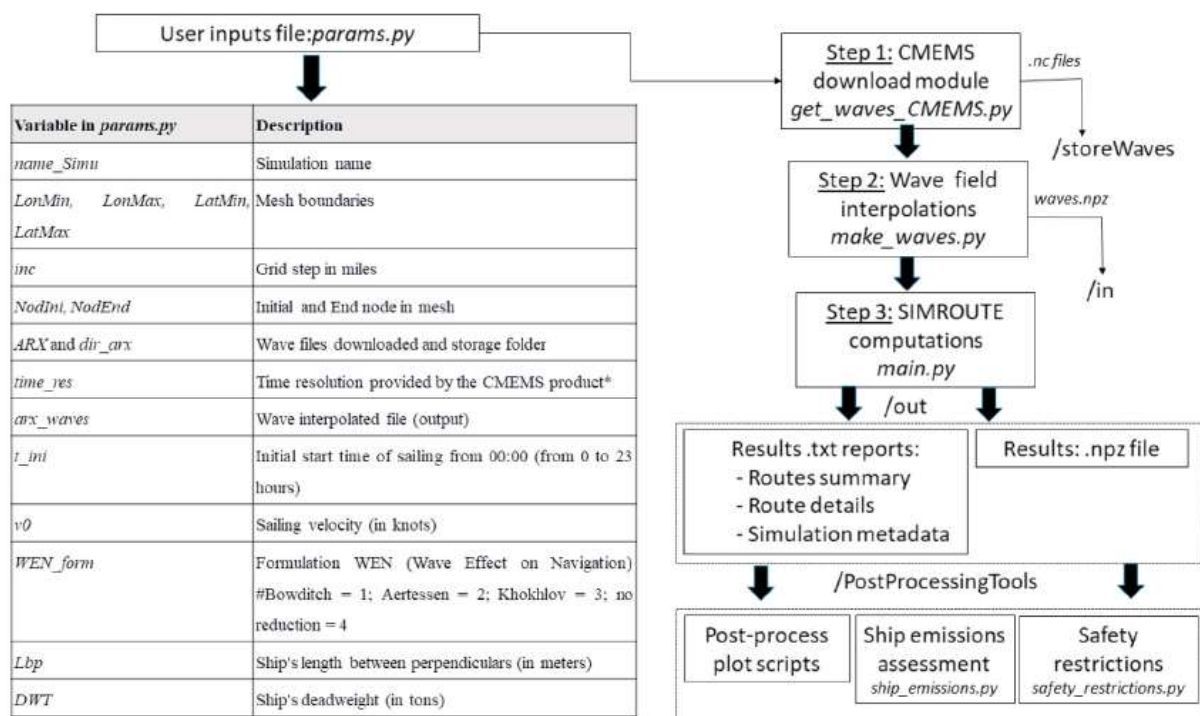 User inputs file:params.py
Variable in params.py Description
name_Simu Simulation name
LonMin, LonMax, LatMin, Mesh boundaries
LatMax
inc Grid step in miles
NodIni, NodEnd Initial and End node in mesh
ARX and dir_arx Wave files downloaded and storage folder
time_res Time resolution provided by the CMEMS product*
arx_waves Wave interpolated file (output)
t_ini Initial start time of sailing from 00:00 (from 0 to 23
hours)
v0 Sailing velocity (in knots)
WEN_form Formulation WEN (Wave Effect on Navigation)
#Bowditch = 1; Aertessen = 2; Khokhlov = 3; no
reduction = 4
Lbp Ship's length between perpendiculars (in meters)
DWT Ship's deadweight (in tons)
Step 1: CMEMS
download module
get_waves_CMEMS.py
.nc files
/storeWaves
Step 2: Wave field
interpolations
make_waves.py
waves.npz
/in
Step 3: SIMROUTE
computations
main.py
/out
Results .txt reports:
- Routes summary
- Route details
- Simulation metadata
Results: .npz file
/PostProcessingTools
Post-process
plot scripts
Ship emissions
assessment
ship_emissions.py
Safety
restrictions
safety_restrictions.py